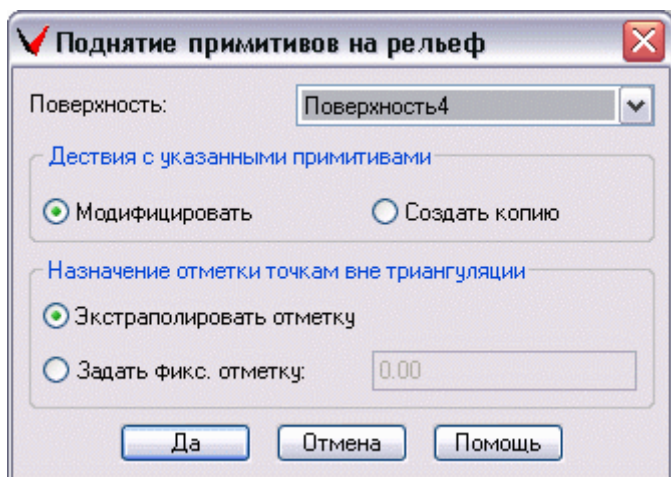 Поднятие примитивов на рельеф
Поверхность: Поверхность4
Дествия с указанными примитивами
Модифицировать Создать копию
Назначение отметки точкам вне триангуляции
Экстраполировать отметку
Задать фикс. отметку: 0.00
Да Отмена Помощь